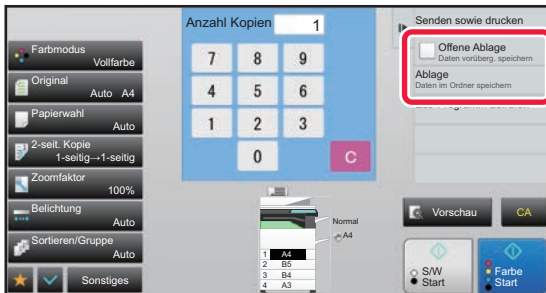 Anzahl Kopien 1
Farbmodus
Vollfarbe
Original
Auto A4
Papierwahl
Auto
2-seit. Kopie
1-seitig→1-seitig
Zoomfaktor
100%
Belichtung
Auto
Sortieren/Gruppe
Auto
Sonstiges
7 8 9
4 5 6
1 2 3
0 C
Normal
A4
1 A4
2 B5
3 B4
4 A3
Senden sowie drucken
Offene Ablage
Daten vorüberg. speichern
Ablage
Daten im Ordner speichern
Vorschau
CA
S/W
Start
Farbe
Start